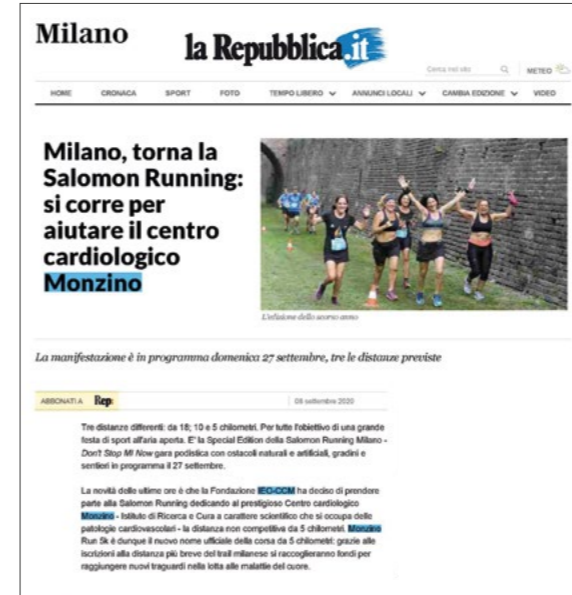 Milano
la Repubblica.it
Cerca nel sito
METEO
HOME CRONACA SPORT FOTO TEMPO LIBERO ANNUNCI LOCALI CAMBIA EDIZIONE VIDEO
Milano, torna la
Salomon Running:
si corre per
aiutare il centro
cardiologico
Monzino
L'edizione dello scorso anno
La manifestazione è in programma domenica 27 settembre, tre le distanze previste
ABBONATI A Rep:
08 settembre 2020
Tre distanze differenti: da 18; 10 e 5 chilometri. Per tutte l'obiettivo di una grande
festa di sport all'aria aperta. E' la Special Edition della Salomon Running Milano -
Don't Stop MI Now gara podistica con ostacoli naturali e artificiali, gradini e
sentieri in programma il 27 settembre.
La novità delle ultime ore è che la Fondazione IEO-CCM ha deciso di prendere
parte alla Salomon Running dedicando al prestigioso Centro cardiologico
Monzino - Istituto di Ricerca e Cura a carattere scientifico che si occupa delle
patologie cardiovascolari - la distanza non competitiva da 5 chilometri. Monzino
Run 5k è dunque il nuovo nome ufficiale della corsa da 5 chilometri: grazie alle
iscrizioni alla distanza più breve del trail milanese si raccoglieranno fondi per
raggiungere nuovi traguardi nella lotta alle malattie del cuore.